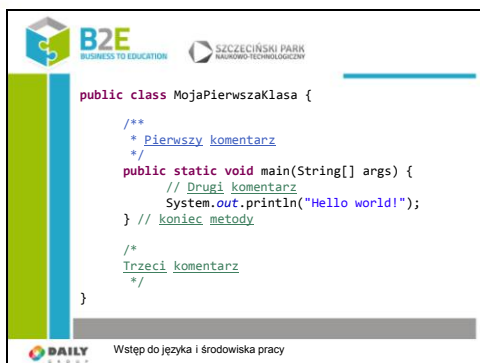 B2E
BUSINESS TO EDUCATION
SZCZECIŃSKI PARK
NAUKOWO-TECHNOLOGICZNY
public class MojaPierwszaKlasa {
/**
* Pierwszy komentarz
*/
public static void main(String[] args) {
// Drugi komentarz
System.out.println("Hello world!");
} // koniec metody
/*
Trzeci komentarz
*/
}
DAILY
Wstęp do języka i środowiska pracy